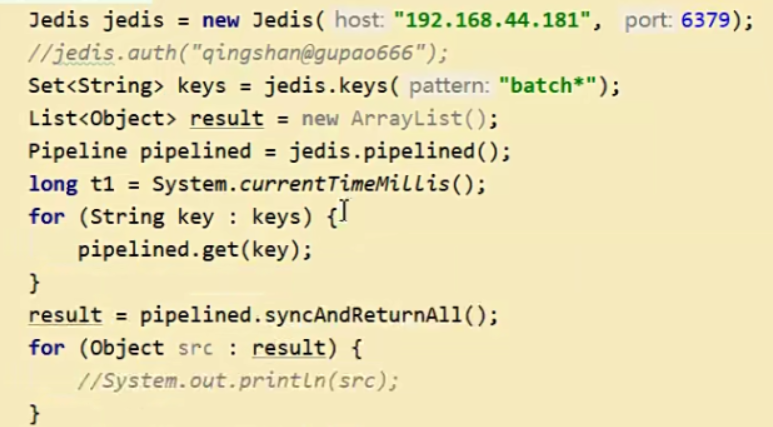 Jedis jedis = new Jedis( host: "192.168.44.181", port: 6379);
//jedis.auth("qingshan@gupao666");
Set<String> keys = jedis.keys( pattern: "batch*");
List<Object> result = new ArrayList();
Pipeline pipelined = jedis.pipelined();
long t1 = System.currentTimeMillis();
for (String key : keys) {
    pipelined.get(key);
}
result = pipelined.syncAndReturnAll();
for (Object src : result) {
    //System.out.println(src);
}